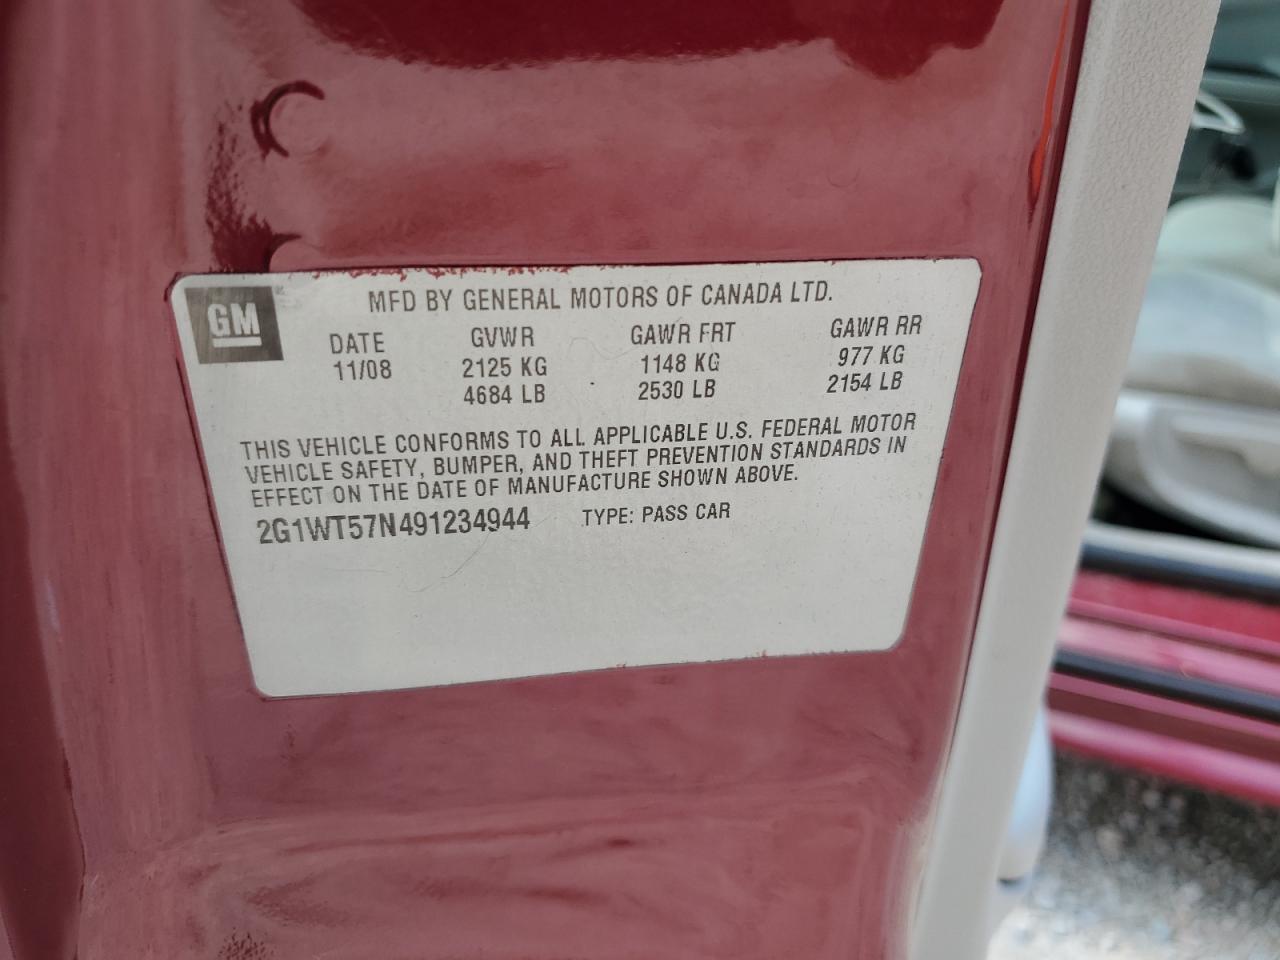 GM
MFD BY GENERAL MOTORS OF CANADA LTD.
DATE GVWR GAWR FRT GAWR RR
11/08 2125 KG 1148 KG 977 KG
4684 LB 2530 LB 2154 LB
THIS VEHICLE CONFORMS TO ALL APPLICABLE U.S. FEDERAL MOTOR
VEHICLE SAFETY, BUMPER, AND THEFT PREVENTION STANDARDS IN
EFFECT ON THE DATE OF MANUFACTURE SHOWN ABOVE.
2G1WT57N491234944 TYPE: PASS CAR